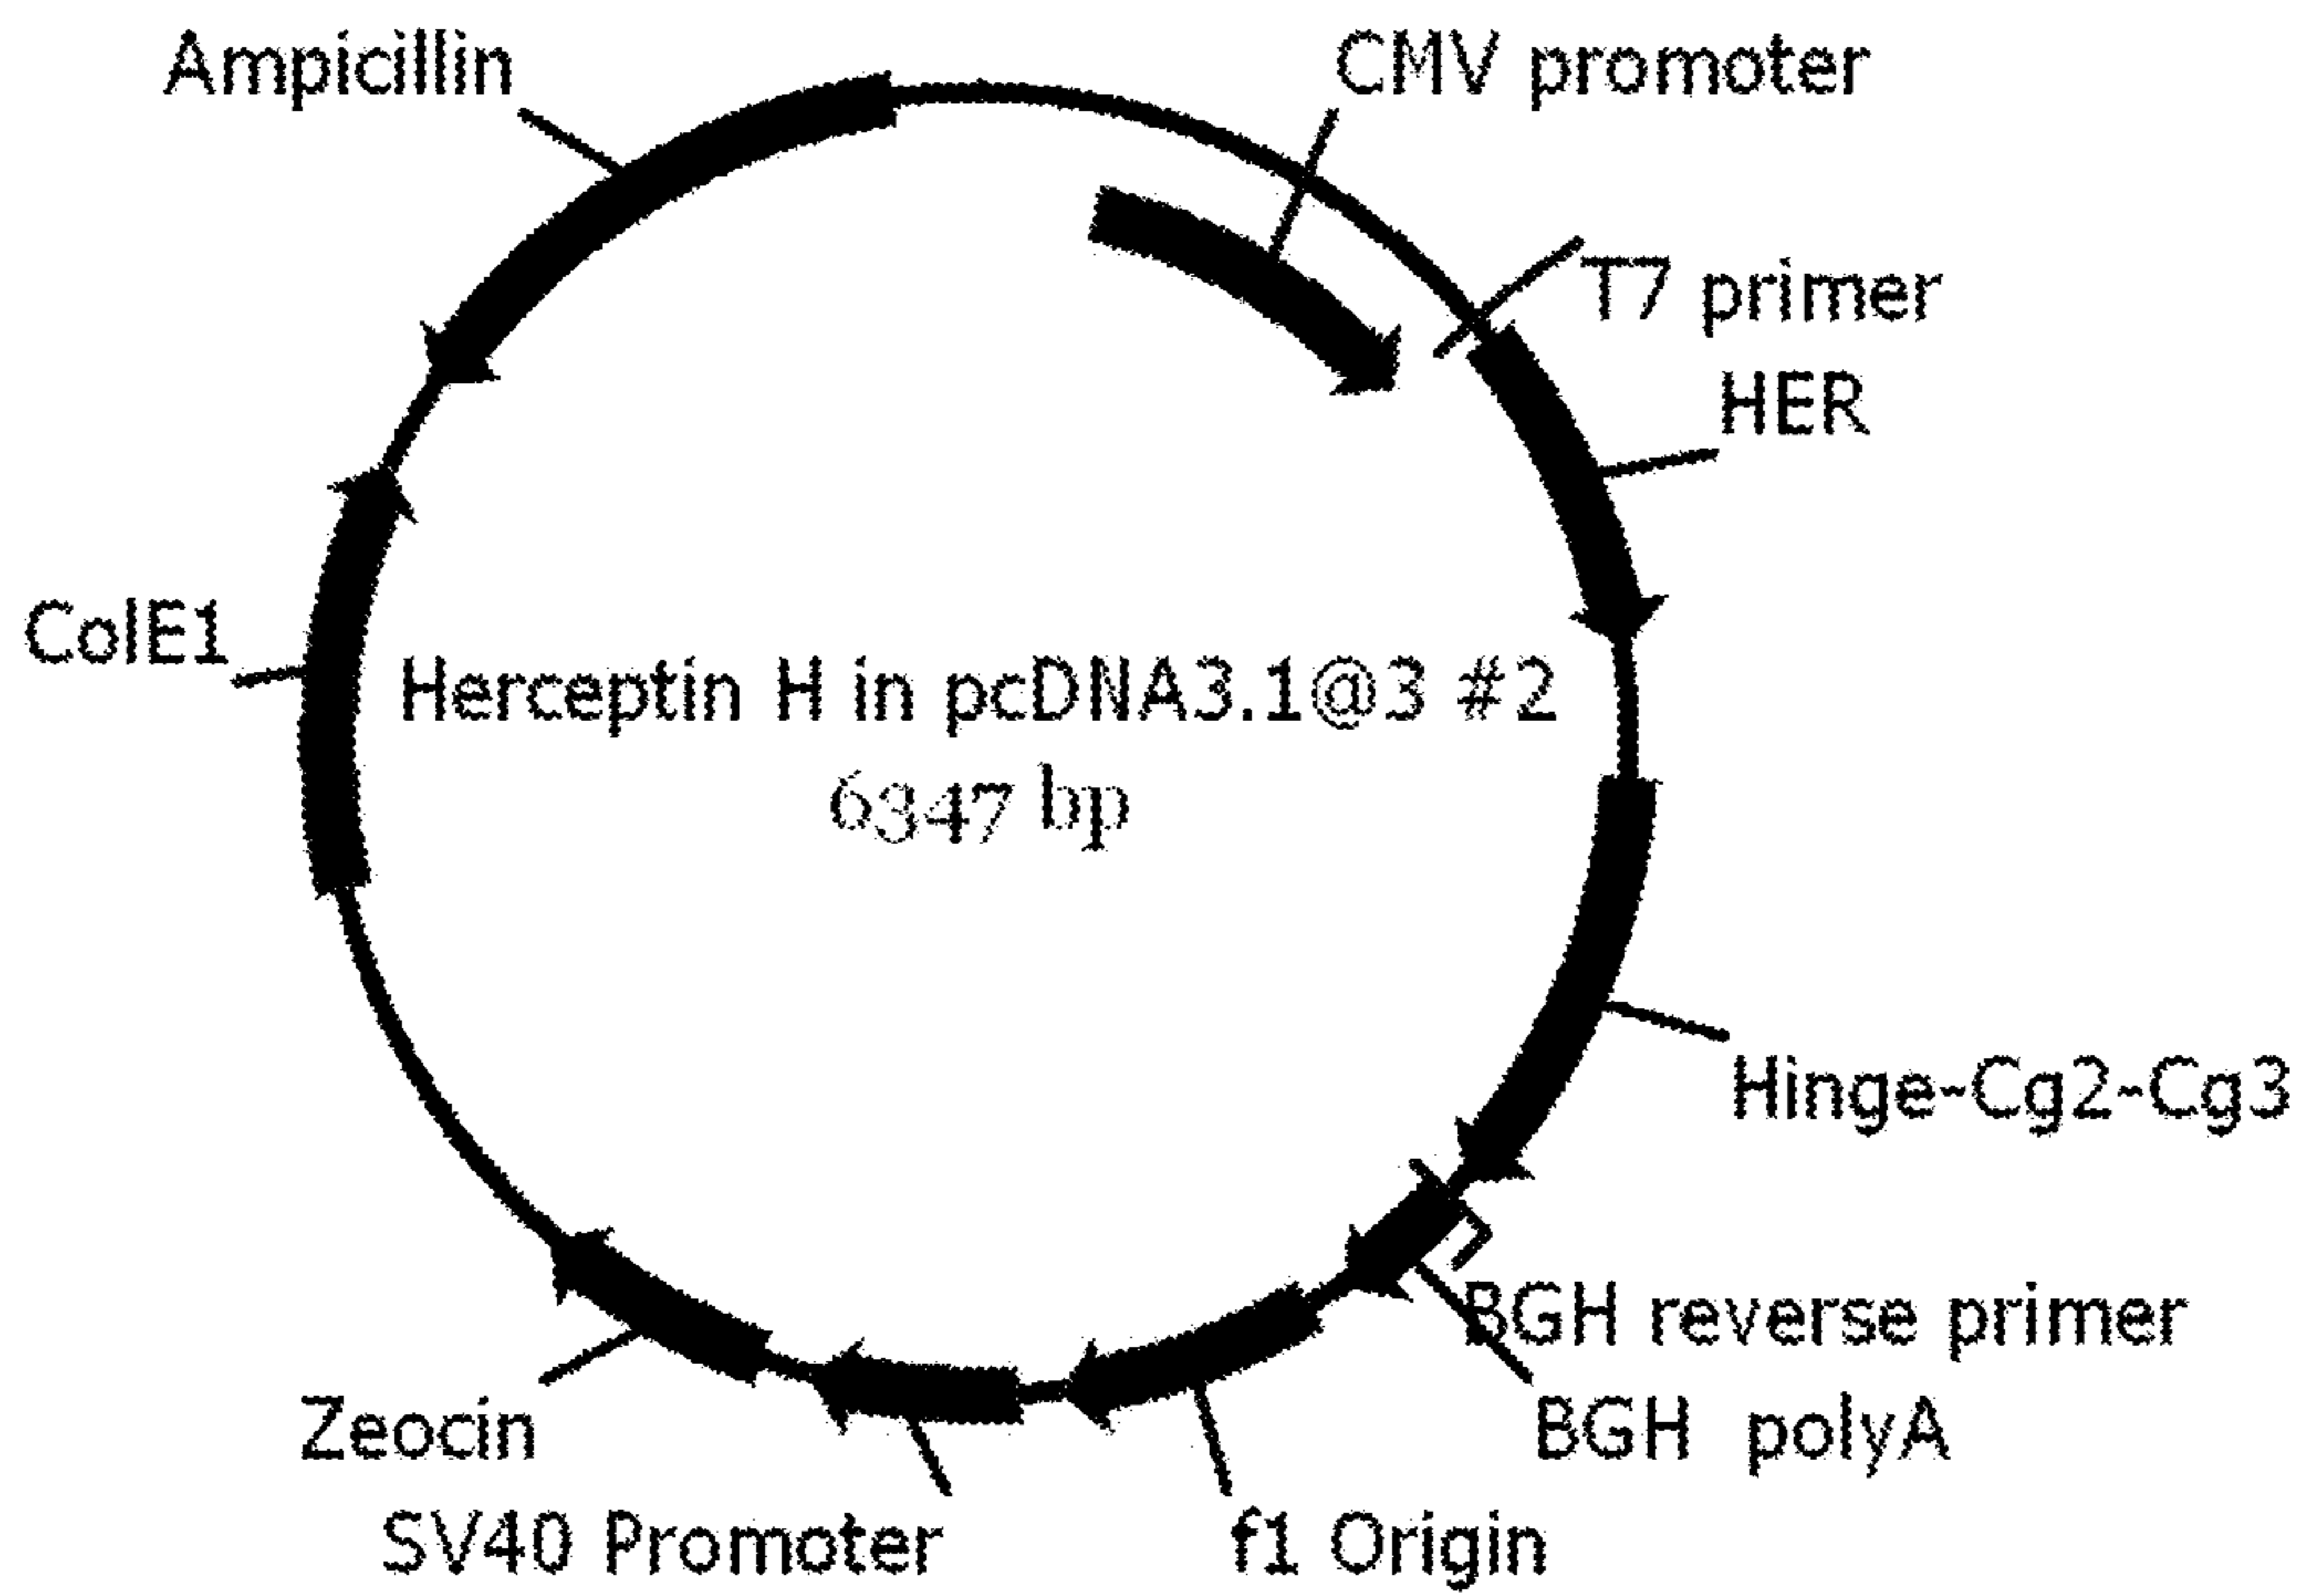 Ampicillin
CMV promoter
T7 primer
HER
ColE1
Herceptin H in pcDNA3.1@3 #2
6347 bp
Hinge-Cg2-Cg3
BGH reverse primer
BGH polyA
Zeocin
SV40 Promoter
f1 Origin